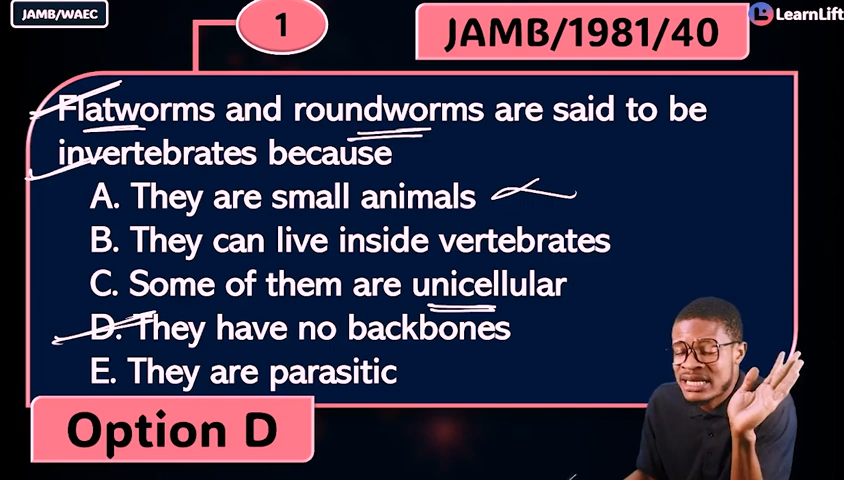 JAMB/WAEC
1
JAMB/1981/40
LearnLift
Flatworms and roundworms are said to be
invertebrates because
A. They are small animals
B. They can live inside vertebrates
C. Some of them are unicellular
D. They have no backbones
E. They are parasitic
Option D